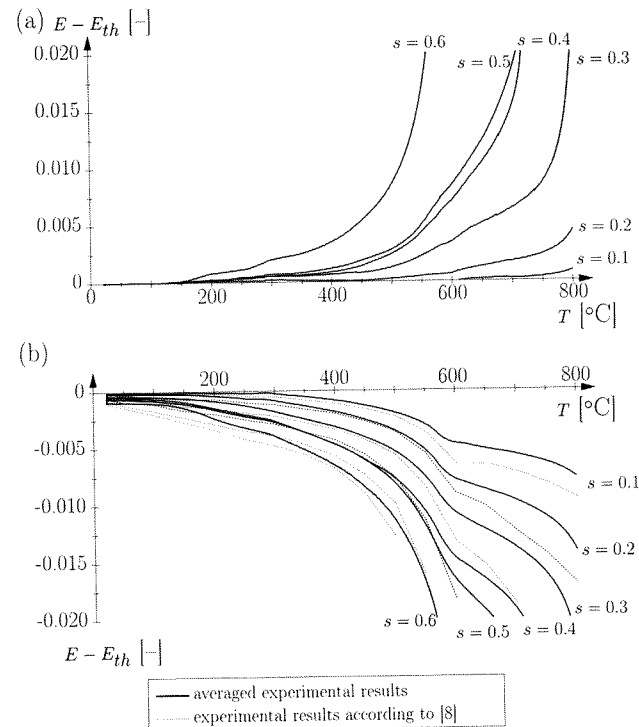 (a) E − E_th [−]
s = 0.6
s = 0.5
s = 0.4
s = 0.3
0.020
0.015
0.010
0.005
s = 0.2
s = 0.1
0
0 200 400 600 800
T [°C]
(b)
200 400 600 800
T [°C]
0
-0.005
-0.010
-0.015
-0.020
s = 0.1
s = 0.2
s = 0.3
s = 0.4
s = 0.5
s = 0.6
E − E_th [−]
averaged experimental results
experimental results according to [8]